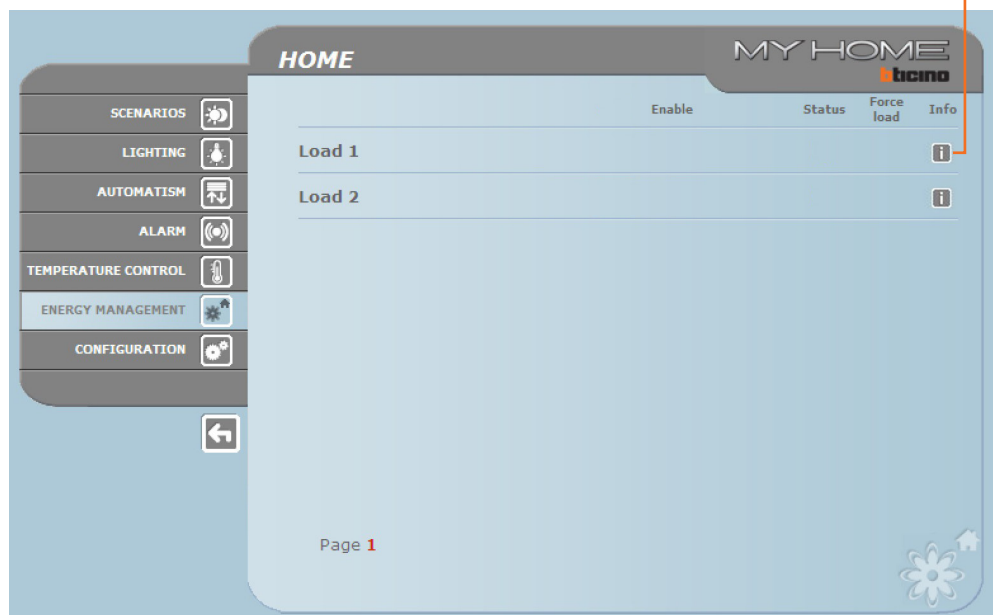 HOME
MY HOME
bticino
SCENARIOS
LIGHTING
AUTOMATISM
ALARM
TEMPERATURE CONTROL
ENERGY MANAGEMENT
CONFIGURATION
Enable Status Force load Info
Load 1 i
Load 2 i
Page 1